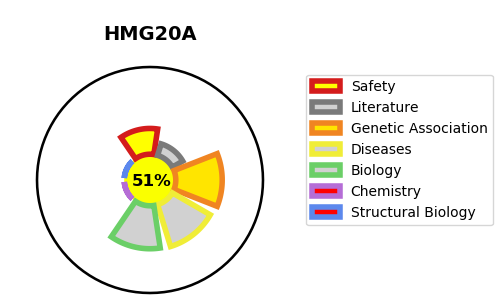 HMG20A
51%
Safety
Literature
Genetic Association
Diseases
Biology
Chemistry
Structural Biology